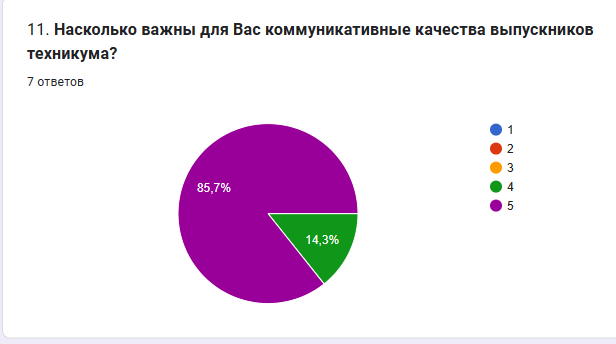 11. Насколько важны для Вас коммуникативные качества выпускников
техникума?
7 ответов
85,7%
14,3%
1
2
3
4
5